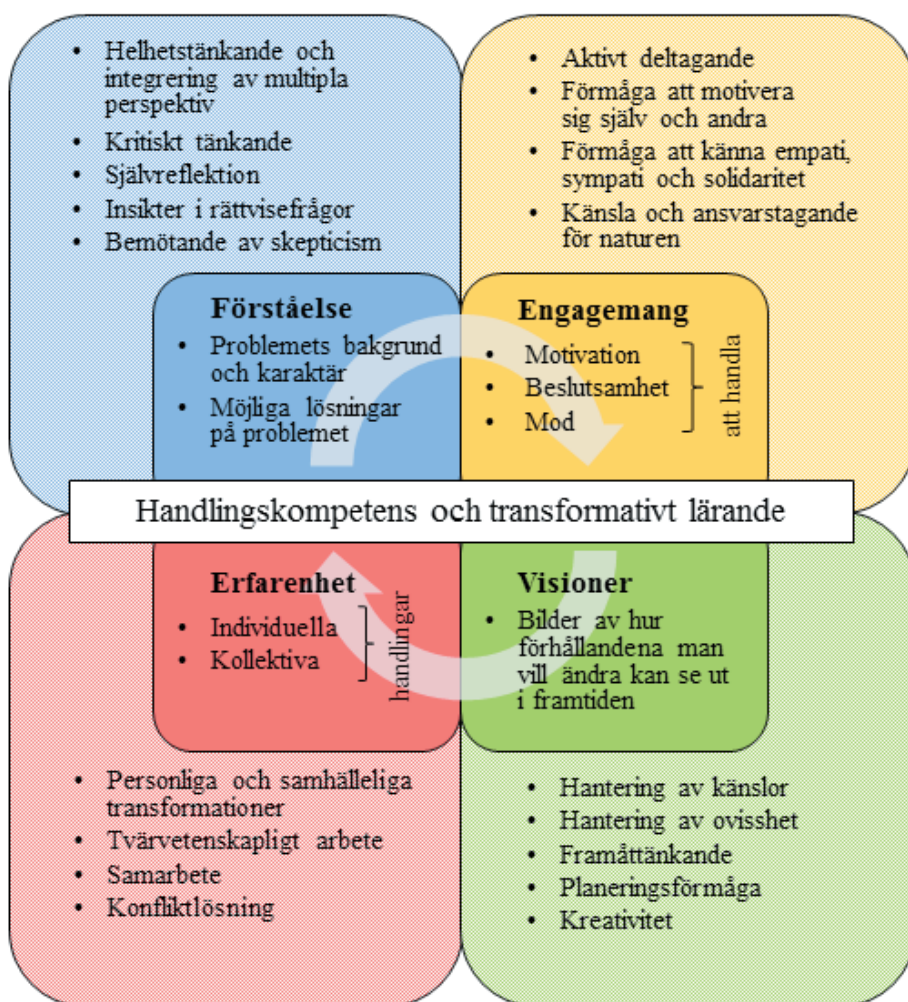 • Helhetstänkande och
integrering av multipla
perspektiv
• Kritiskt tänkande
• Självreflektion
• Insikter i rättvisefrågor
• Bemötande av skepticism
• Aktivt deltagande
• Förmåga att motivera
sig själv och andra
• Förmåga att känna empati,
sympati och solidaritet
• Känsla och ansvarstagande
för naturen
Förståelse
• Problemets bakgrund
och karaktär
• Möjliga lösningar
på problemet
Engagemang
• Motivation
• Beslutsamhet
• Mod
att handla
Handlingskompetens och transformativt lärande
Erfarenhet
• Individuella
• Kollektiva
handlingar
Visioner
• Bilder av hur
förhållandena man
vill ändra kan se ut
i framtiden
• Personliga och samhälleliga
transformationer
• Tvärvetenskapligt arbete
• Samarbete
• Konfliktlösning
• Hantering av känslor
• Hantering av ovisshet
• Framåttänkande
• Planeringsförmåga
• Kreativitet